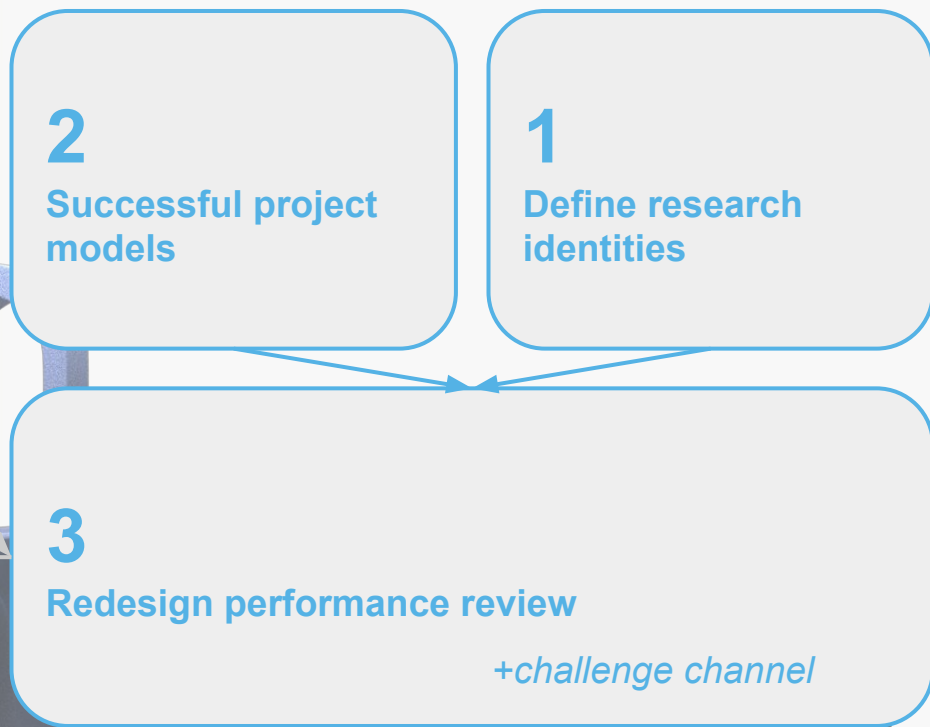 2
Successful project
models
1
Define research
identities
3
Redesign performance review
+challenge channel